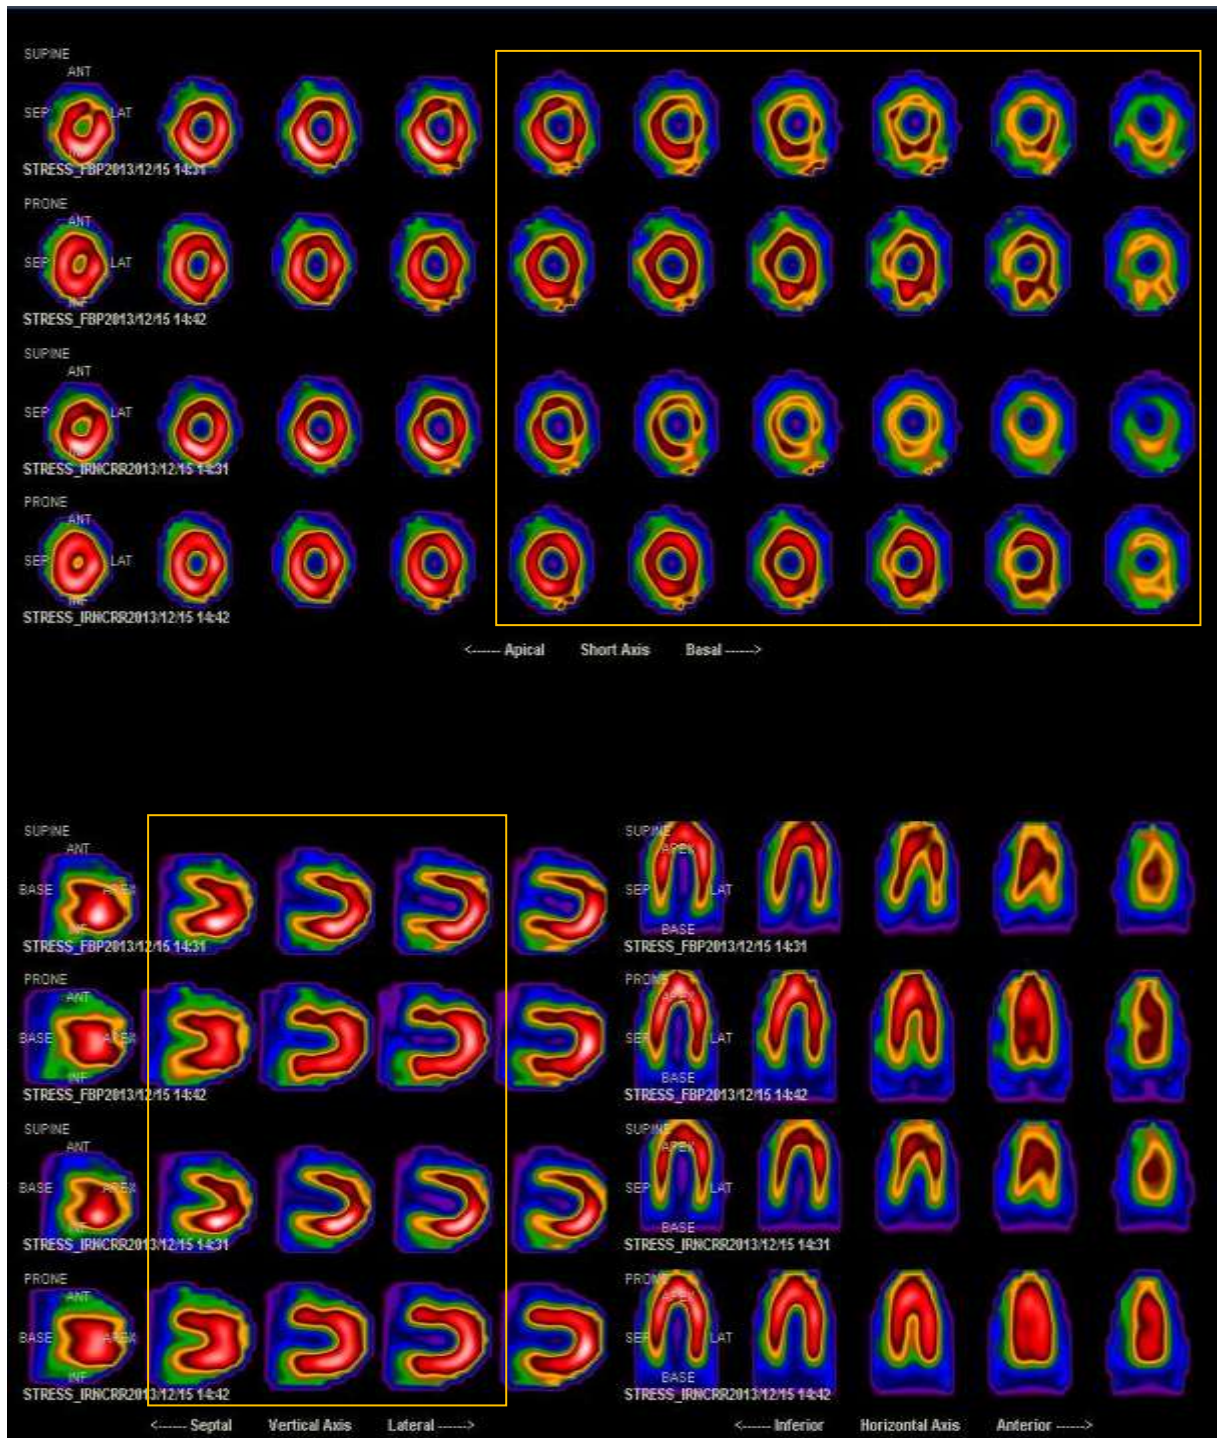 SUPINE
ANT
SEP LAT
INF
STRESS_FBP2013/12/15 14:31
PRONE
ANT
SEP LAT
INF
STRESS_FBP2013/12/15 14:42
SUPINE
ANT
SEP LAT
INF
STRESS_IRNCRR2013/12/15 14:31
PRONE
ANT
SEP LAT
INF
STRESS_IRNCRR2013/12/15 14:42
<------ Apical Short Axis Basal ------>
SUPINE
ANT
BASE APEX
INF
STRESS_FBP2013/12/15 14:31
PRONE
ANT
BASE APEX
INF
STRESS_FBP2013/12/15 14:42
SUPINE
ANT
BASE APEX
INF
STRESS_IRNCRR2013/12/15 14:31
PRONE
ANT
BASE APEX
INF
STRESS_IRNCRR2013/12/15 14:42
<------ Septal Vertical Axis Lateral ------>
SUPINE
APEX
SEP LAT
BASE
STRESS_FBP2013/12/15 14:31
PRONE
APEX
SEP LAT
BASE
STRESS_FBP2013/12/15 14:42
SUPINE
APEX
SEP LAT
BASE
STRESS_IRNCRR2013/12/15 14:31
PRONE
APEX
SEP LAT
BASE
STRESS_IRNCRR2013/12/15 14:42
<------ Inferior Horizontal Axis Anterior ------>